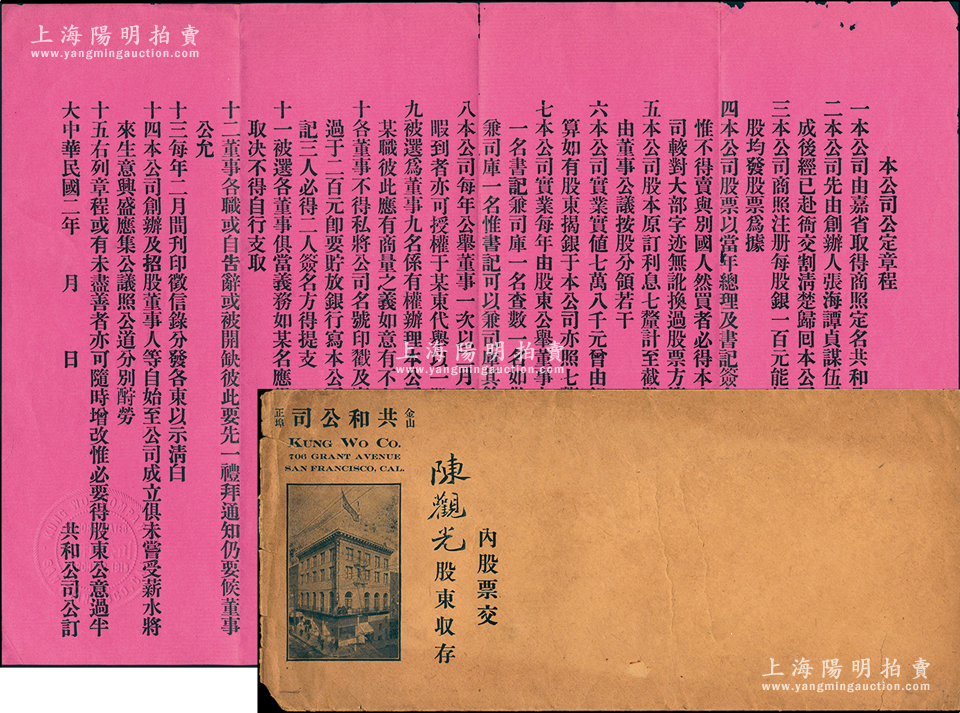 上海陽明拍賣
www.yangmingauction.com
本公司公定章程
一本公司由嘉省取得商照定名共和
二本公司先由創辦人張海譚貞謀伍
成後經已赴衙交割清楚歸回本公
三本公司商照注册每股銀一百元能
股均發股票爲據
四本公司股票以當年總理及書記簽
惟不得賣與別國人然買者必得本
司較對大部字迹無訛換過股票方
五本公司股本原訂利息七釐計至截
由董事公議按股分領若干
六本公司實業實值七萬八千元曾由
算如有股東揭銀于本公司亦照七
七本公司實業每年由股東公舉董事
一名書記兼司庫一名查數一名如
兼司庫一名惟書記可以兼司庫其
八本公司每年公舉董事一次以二月
暇到者亦可授權于某東代舉
九被選爲董事九名係有權辦理本公
某職彼此應有商量之義如意有不
十各董事不得私將公司名號印戳及
過于二百元卽要貯放銀行寫本公
記三人必得二人簽名方得提支
十一被選各董事俱當義務如某名應
取决不得自行支取
十二董事各職或自告辭或被開缺彼此要先一禮拜通知仍要候董事
公允
十三每年二月間刊印徵信錄分發各東以示清白
十四本公司創辦及招股董事人等自始至公司成立俱未嘗受薪水將
來生意興盛應集公議照公道分別酧勞
十五右列章程或有未盡善者亦可隨時增改惟必要得股東公意過半
大中華民國二年 月 日 共和公司公訂
上海陽明拍賣
www.yangmingauction.com
金山
正埠
共和公司
KUNG WO CO.
706 GRANT AVENUE
SAN FRANCISCO, CAL.
內股票交
陳觀光股東收存
上海陽明拍賣
www.yangmingauction.com